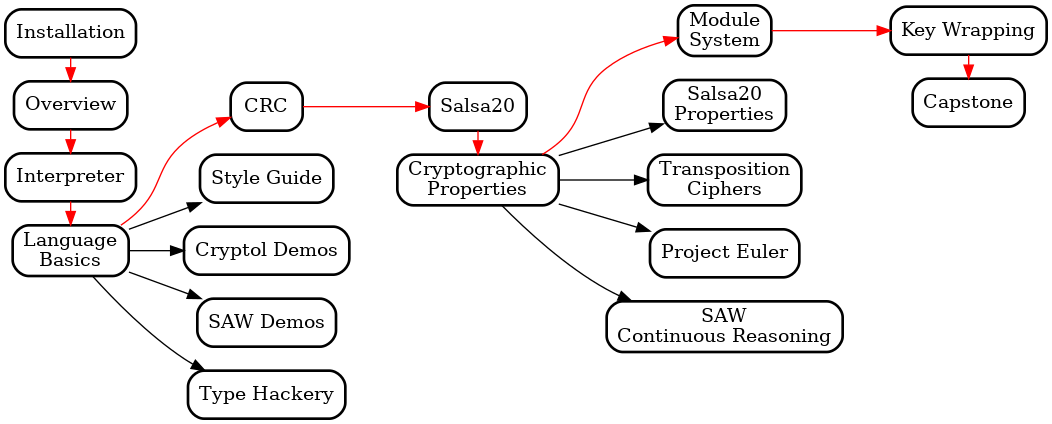 Installation
Overview
Interpreter
Language
Basics
CRC
Style Guide
Cryptol Demos
SAW Demos
Type Hackery
Salsa20
Cryptographic
Properties
Module
System
Salsa20
Properties
Transposition
Ciphers
Project Euler
SAW
Continuous Reasoning
Key Wrapping
Capstone